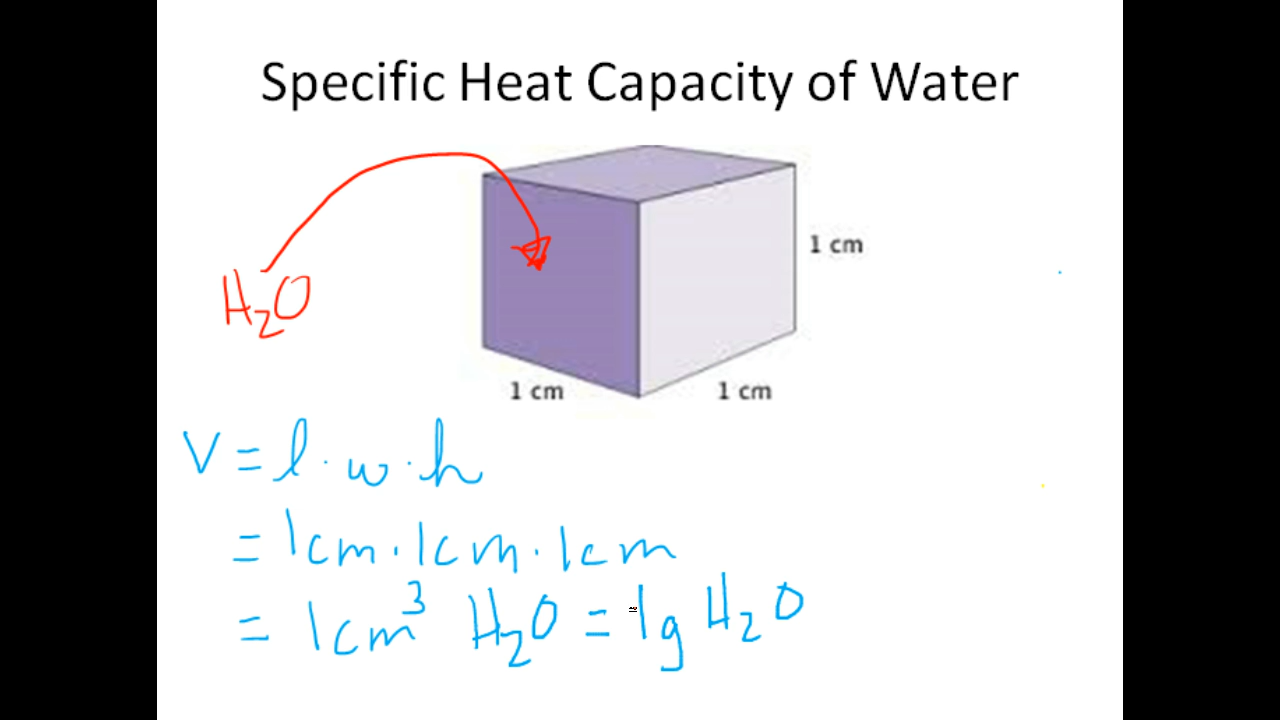 Specific Heat Capacity of Water
H₂O
1 cm
1 cm
1 cm
V = l · w · h
= 1cm · 1cm · 1cm
= 1cm³ H₂O = 1g H₂O